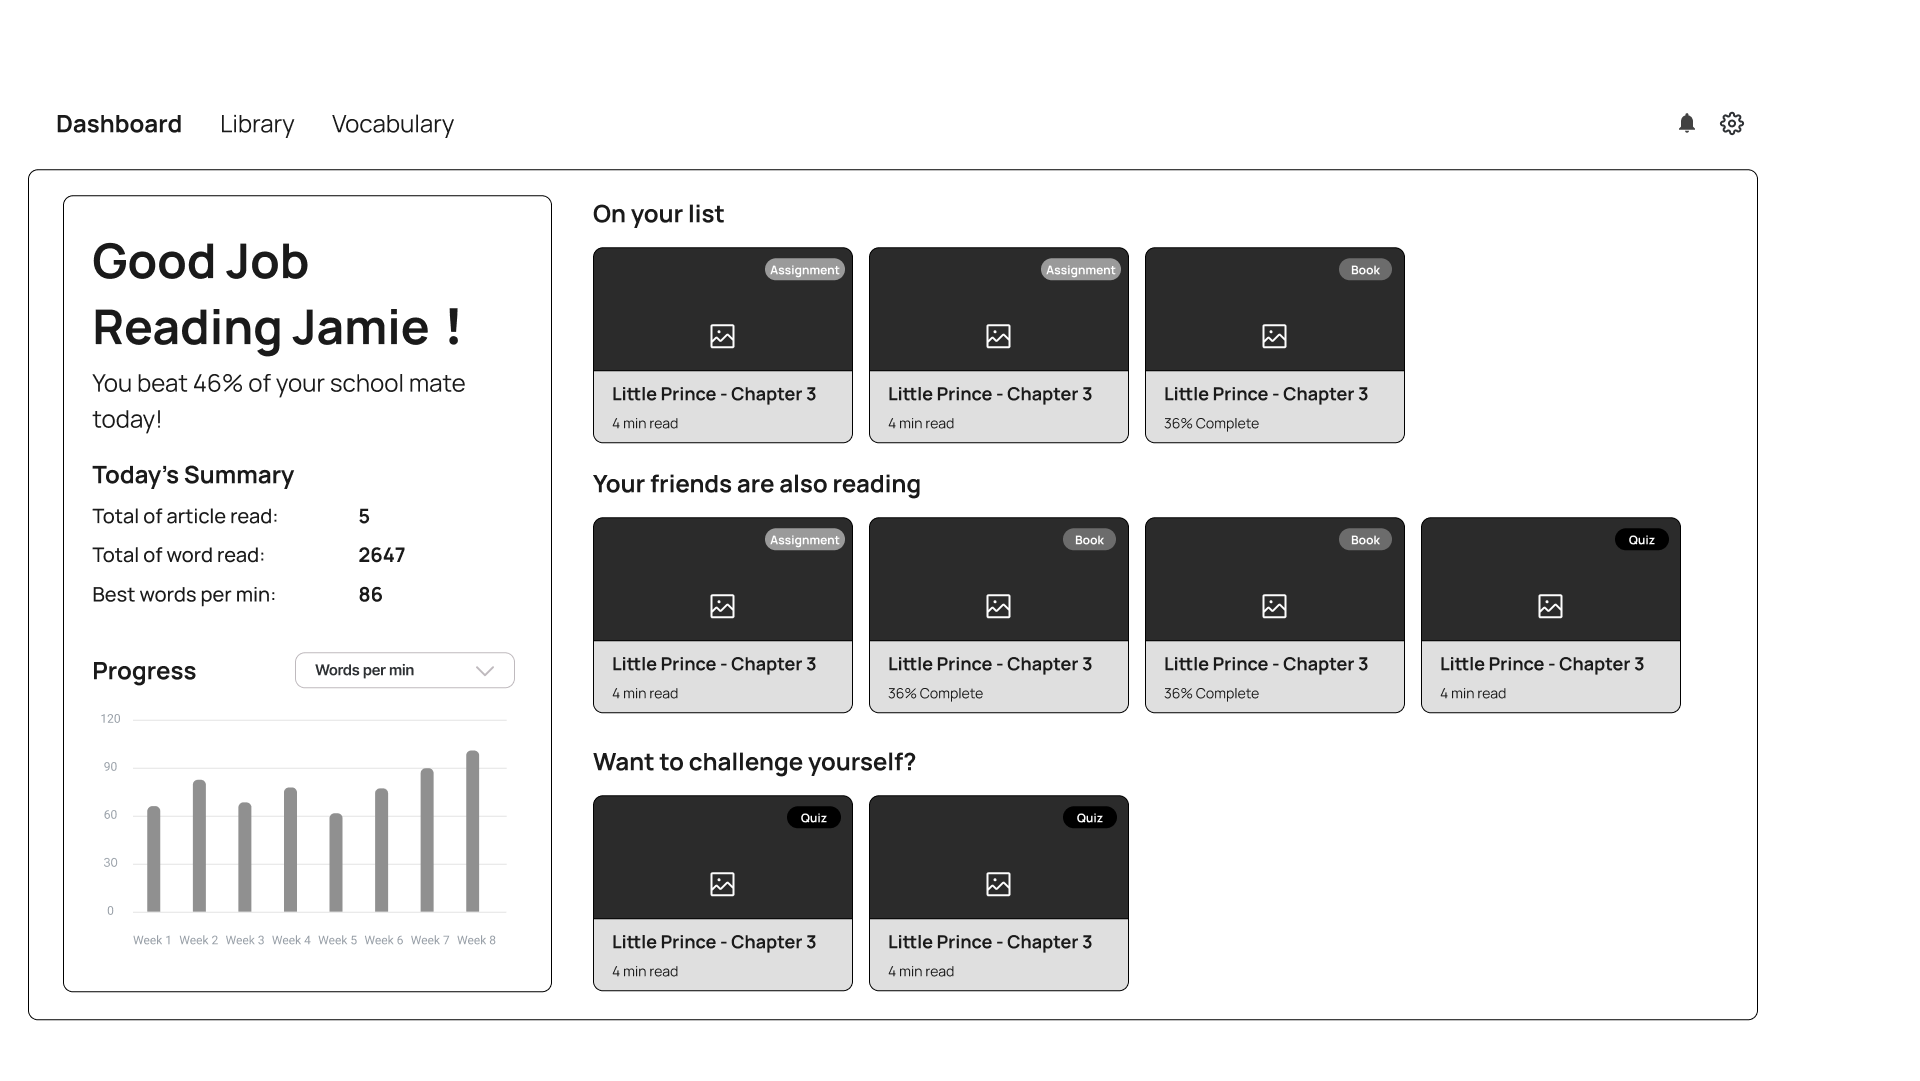 Dashboard Library Vocabulary
Good Job
Reading Jamie！
You beat 46% of your school mate
today!
Today's Summary
Total of article read: 5
Total of word read: 2647
Best words per min: 86
Progress Words per min
120
90
60
30
0
Week 1 Week 2 Week 3 Week 4 Week 5 Week 6 Week 7 Week 8
On your list
Assignment Assignment Book
Little Prince - Chapter 3 Little Prince - Chapter 3 Little Prince - Chapter 3
4 min read 4 min read 36% Complete
Your friends are also reading
Assignment Book Book Quiz
Little Prince - Chapter 3 Little Prince - Chapter 3 Little Prince - Chapter 3 Little Prince - Chapter 3
4 min read 36% Complete 36% Complete 4 min read
Want to challenge yourself?
Quiz Quiz
Little Prince - Chapter 3 Little Prince - Chapter 3
4 min read 4 min read